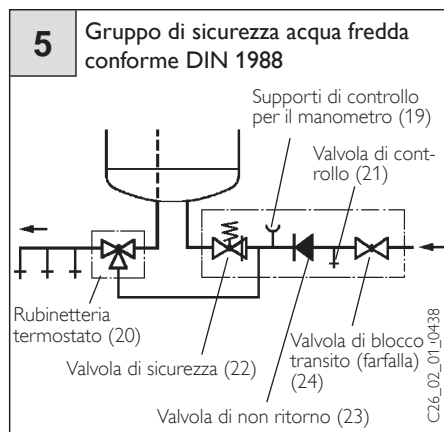 5
Gruppo di sicurezza acqua fredda
conforme DIN 1988
Supporti di controllo
per il manometro (19)
Valvola di cont-
rollo (21)
Rubinetteria
termostato (20)
Valvola di sicurezza (22)
Valvola di blocco
transito (farfalla)
(24)
Valvola di non ritorno (23)
C26_02_01_0438